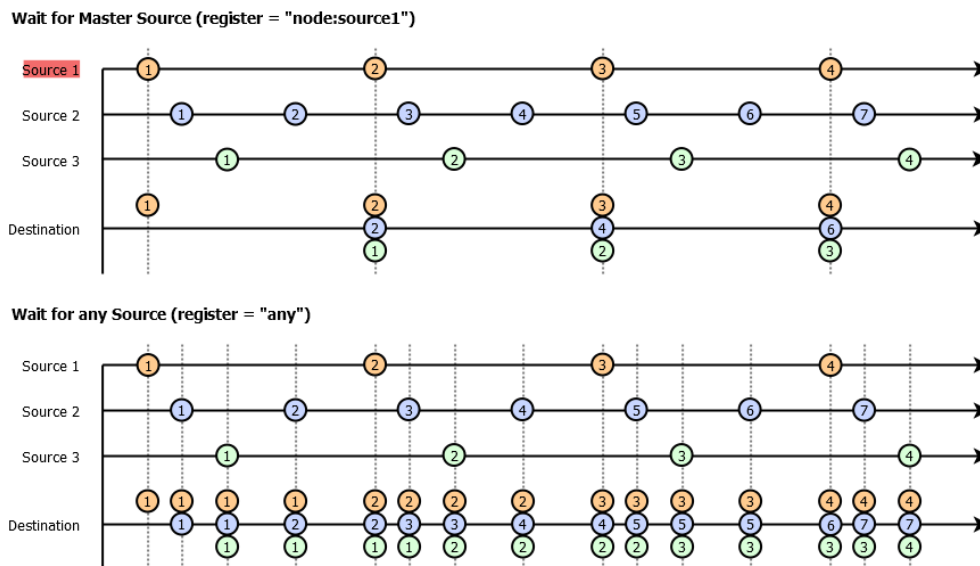 Wait for Master Source (register = "node:source1")
Source 1 1 2 3 4
Source 2 1 2 3 4 5 6 7
Source 3 1 2 3 4
1 2 3 4
Destination 2 4 6
1 2 3
Wait for any Source (register = "any")
Source 1 1 2 3 4
Source 2 1 2 3 4 5 6 7
Source 3 1 2 3 4
1 1 1 1 2 2 2 2 3 3 3 3 4 4 4
Destination 1 1 2 2 3 3 4 4 5 5 5 6 7 7
1 1 1 1 2 2 2 2 3 3 3 3 4